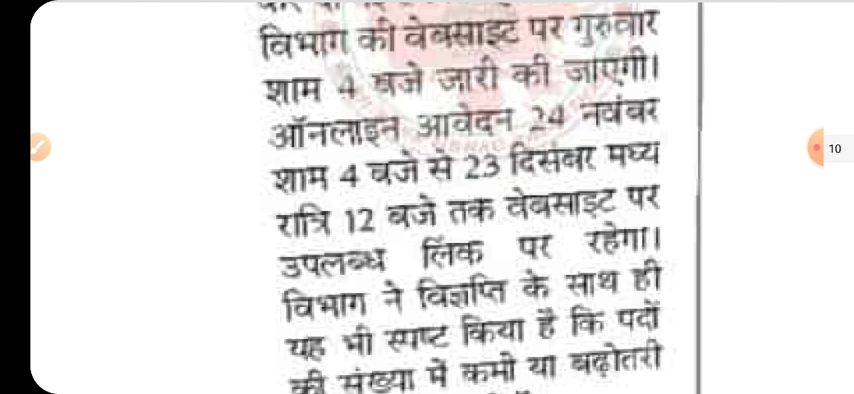 विभाग की वेबसाइट पर गुरुवार
शाम 4 बजे जारी की जाएगी।
ऑनलाइन आवेदन 24 नवंबर
शाम 4 बजे से 23 दिसंबर मध्य
रात्रि 12 बजे तक वेबसाइट पर
उपलब्ध लिंक पर रहेगा।
विभाग ने विज्ञप्ति के साथ ही
यह भी स्पष्ट किया है कि पदों
की संख्या में कमी या बढ़ोतरी
10